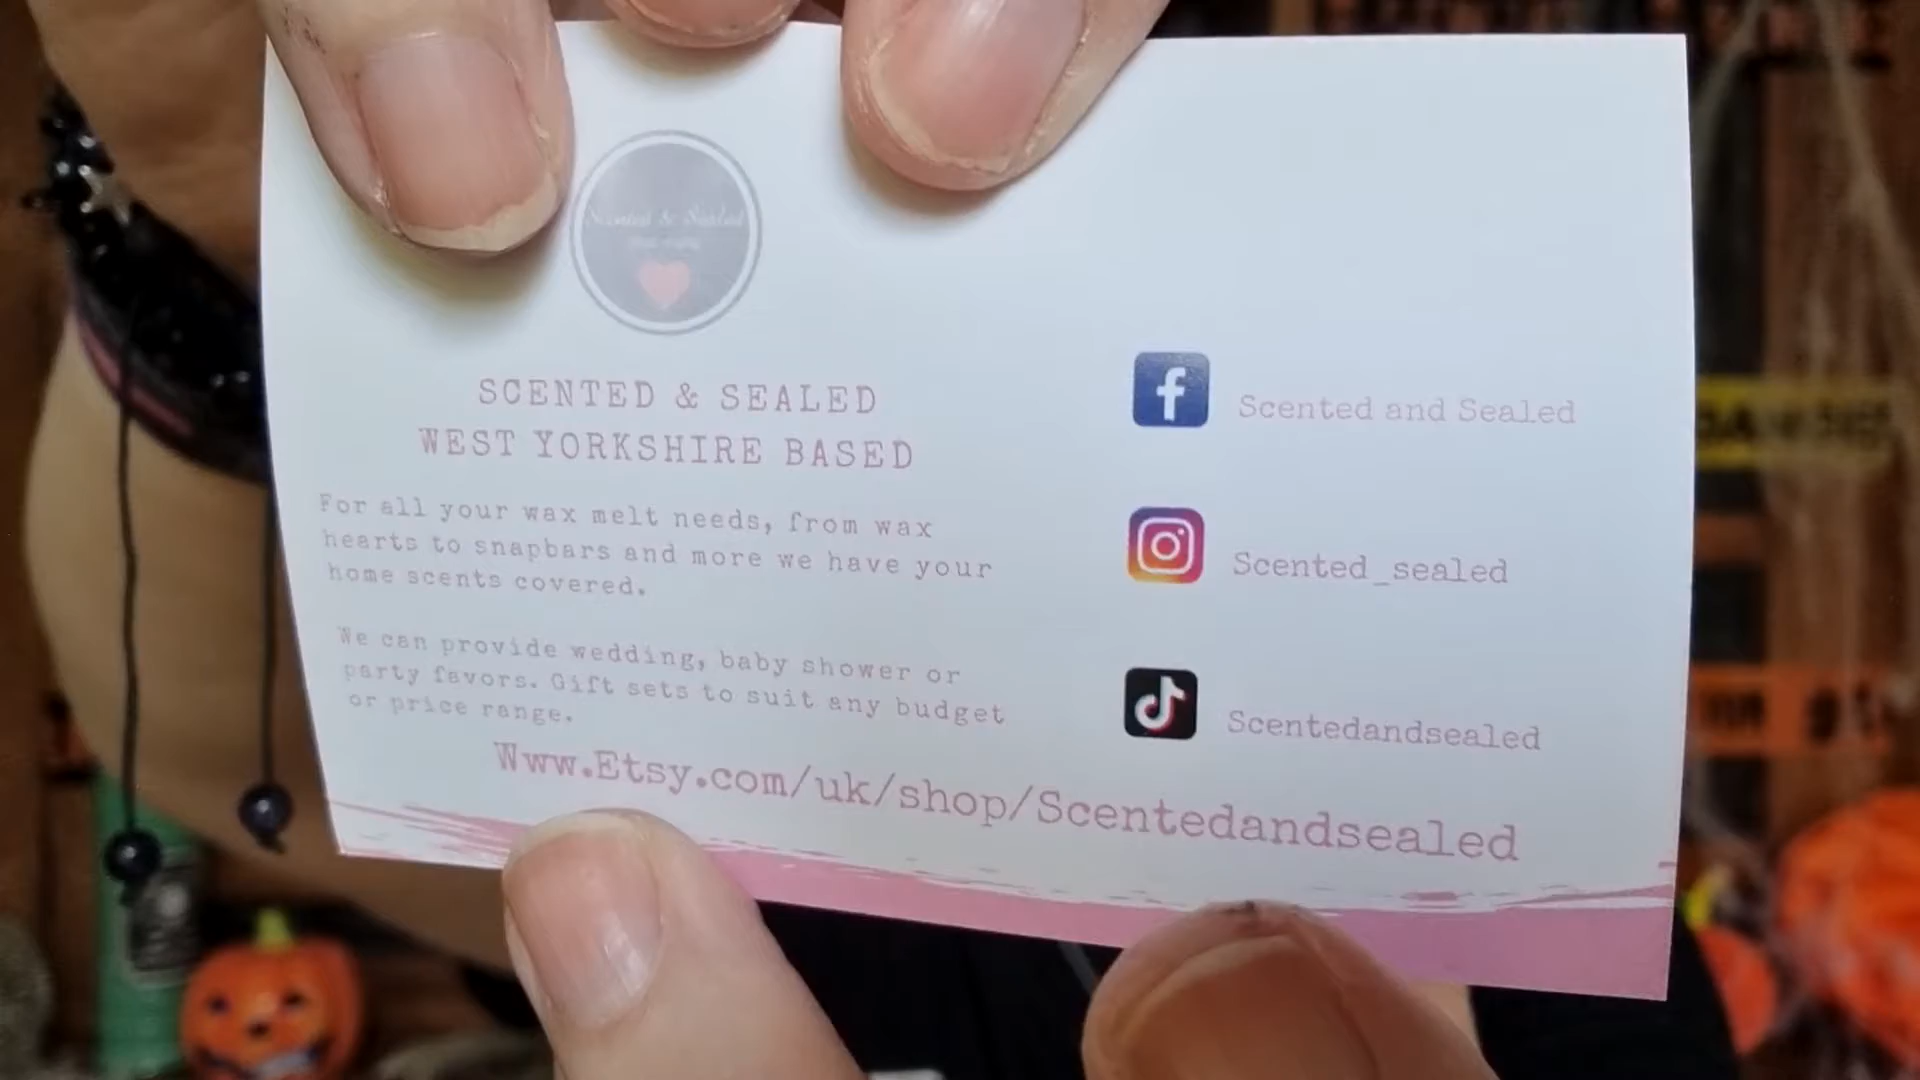 Scented & Sealed
SCENTED & SEALED
WEST YORKSHIRE BASED
For all your wax melt needs, from wax
hearts to snapbars and more we have your
home scents covered.
We can provide wedding, baby shower or
party favors. Gift sets to suit any budget
or price range.
Www.Etsy.com/uk/shop/Scentedandsealed
Scented and Sealed
Scented_sealed
Scentedandsealed